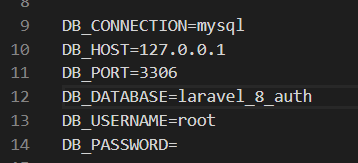 8
9 DB_CONNECTION=mysql
10 DB_HOST=127.0.0.1
11 DB_PORT=3306
12 DB_DATABASE=laravel_8_auth
13 DB_USERNAME=root
14 DB_PASSWORD=